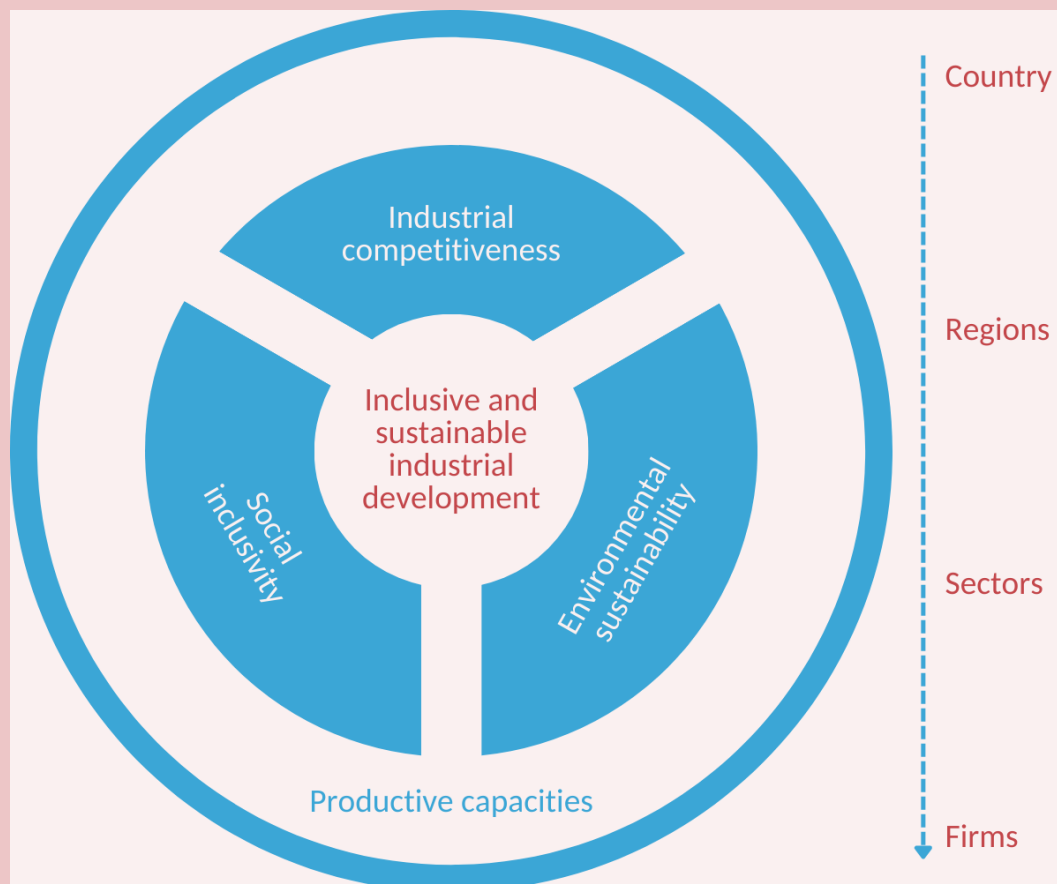 Industrial
competitiveness
Inclusive and
sustainable
industrial
development
Social
inclusivity
Environmental
sustainability
Productive capacities
Country
Regions
Sectors
Firms